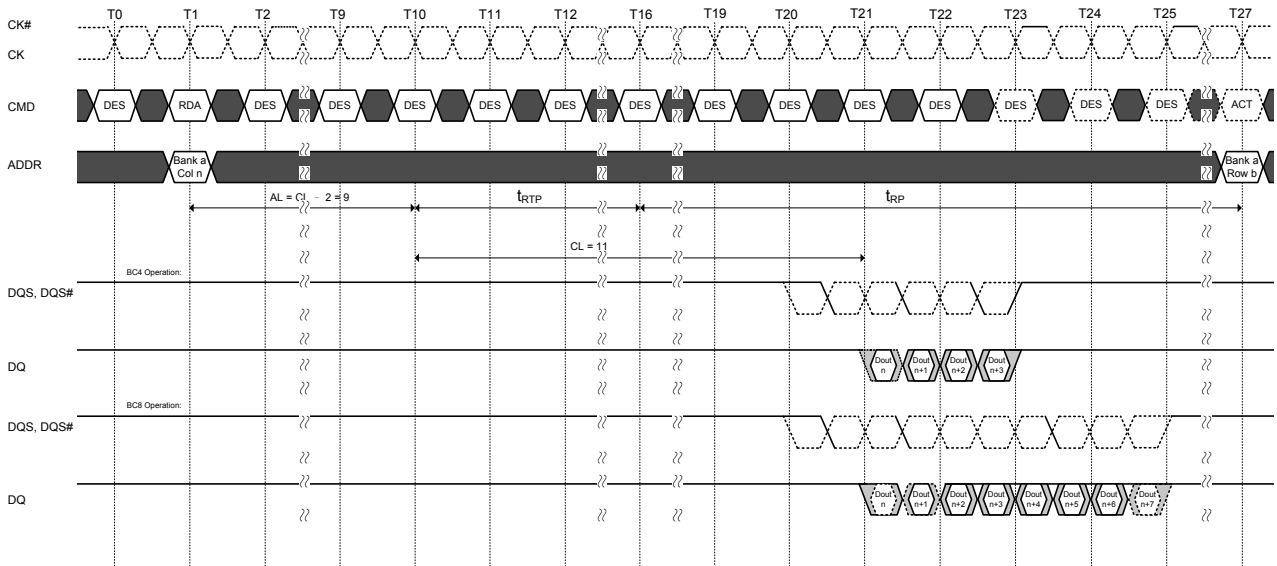 T0 T1 T2 T9 T10 T11 T12 T16 T19 T20 T21 T22 T23 T24 T25 T27
CK#
CK
CMD DES RDA DES DES DES DES DES DES DES DES DES DES DES DES DES ACT
ADDR Bank a Col n Bank a Row b
AL = CL - 2 = 9 tRTP tRP
CL = 11
BC4 Operation:
DQS, DQS#
DQ Dout n Dout n+1 Dout n+2 Dout n+3
BC8 Operation:
DQS, DQS#
DQ Dout n Dout n+1 Dout n+2 Dout n+3 Dout n+4 Dout n+5 Dout n+6 Dout n+7